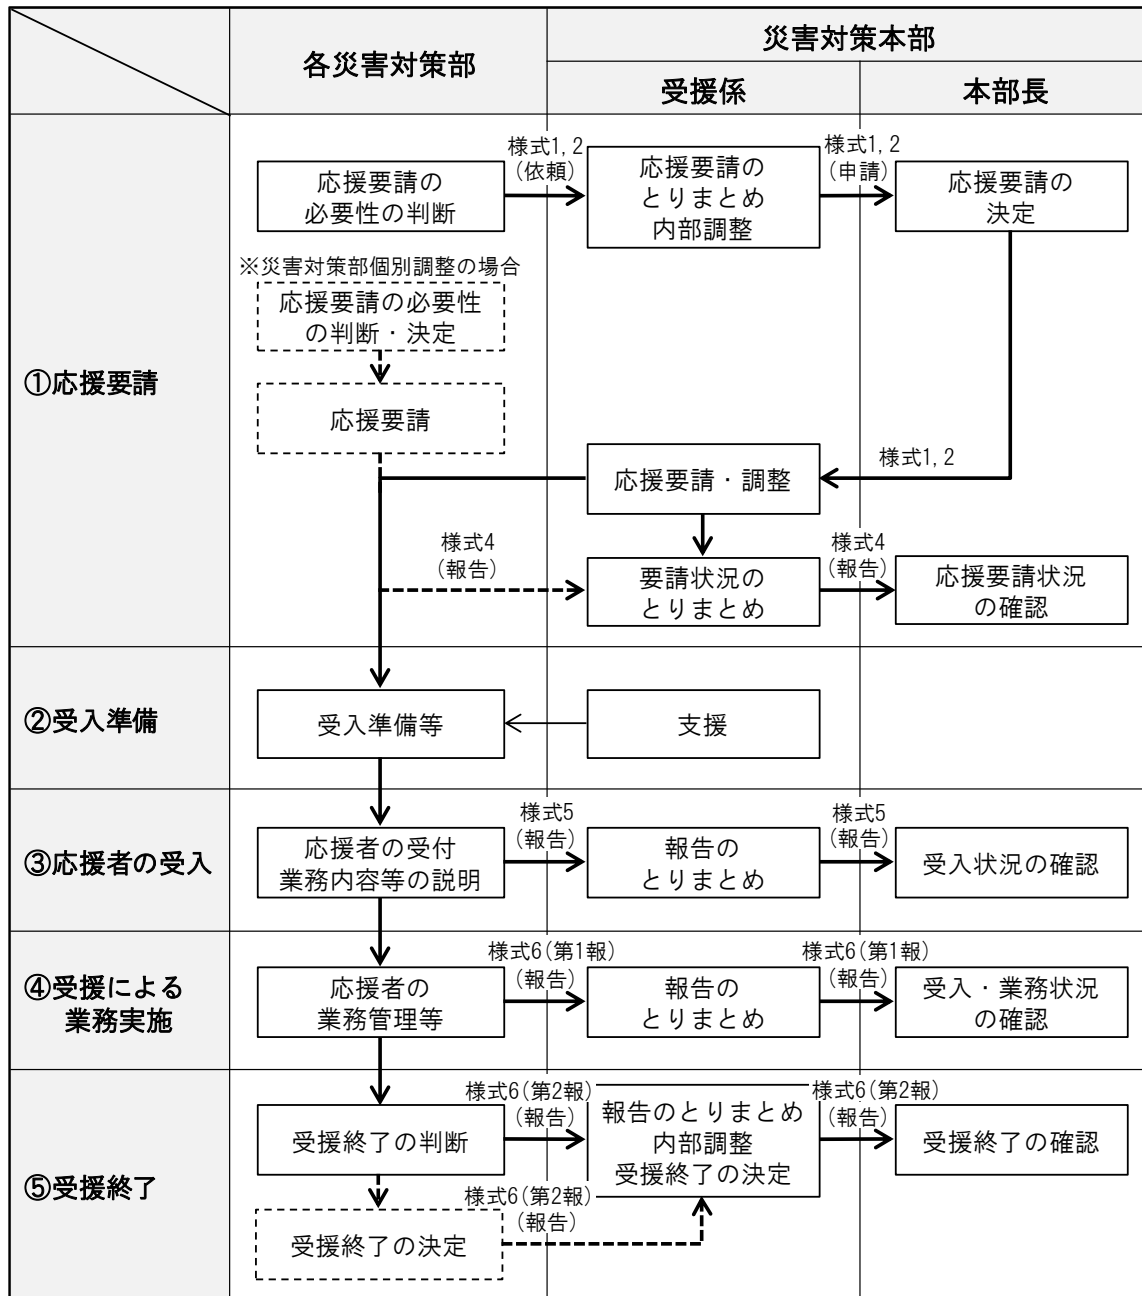 各災害対策部
災害対策本部
受援係
本部長
①応援要請
応援要請の
必要性の判断
様式1,2
(依頼)
応援要請の
とりまとめ
内部調整
様式1,2
(申請)
応援要請の
決定
※災害対策部個別調整の場合
応援要請の必要性
の判断・決定
応援要請
応援要請・調整
様式1,2
様式4
(報告)
要請状況の
とりまとめ
様式4
(報告)
応援要請状況
の確認
②受入準備
受入準備等
支援
③応援者の受入
応援者の受付
業務内容等の説明
様式5
(報告)
報告の
とりまとめ
様式5
(報告)
受入状況の確認
④受援による
業務実施
応援者の
業務管理等
様式6(第1報)
(報告)
報告の
とりまとめ
様式6(第1報)
(報告)
受入・業務状況
の確認
⑤受援終了
受援終了の判断
様式6(第2報)
(報告)
報告のとりまとめ
内部調整
受援終了の決定
様式6(第2報)
(報告)
受援終了の確認
受援終了の決定
様式6(第2報)
(報告)